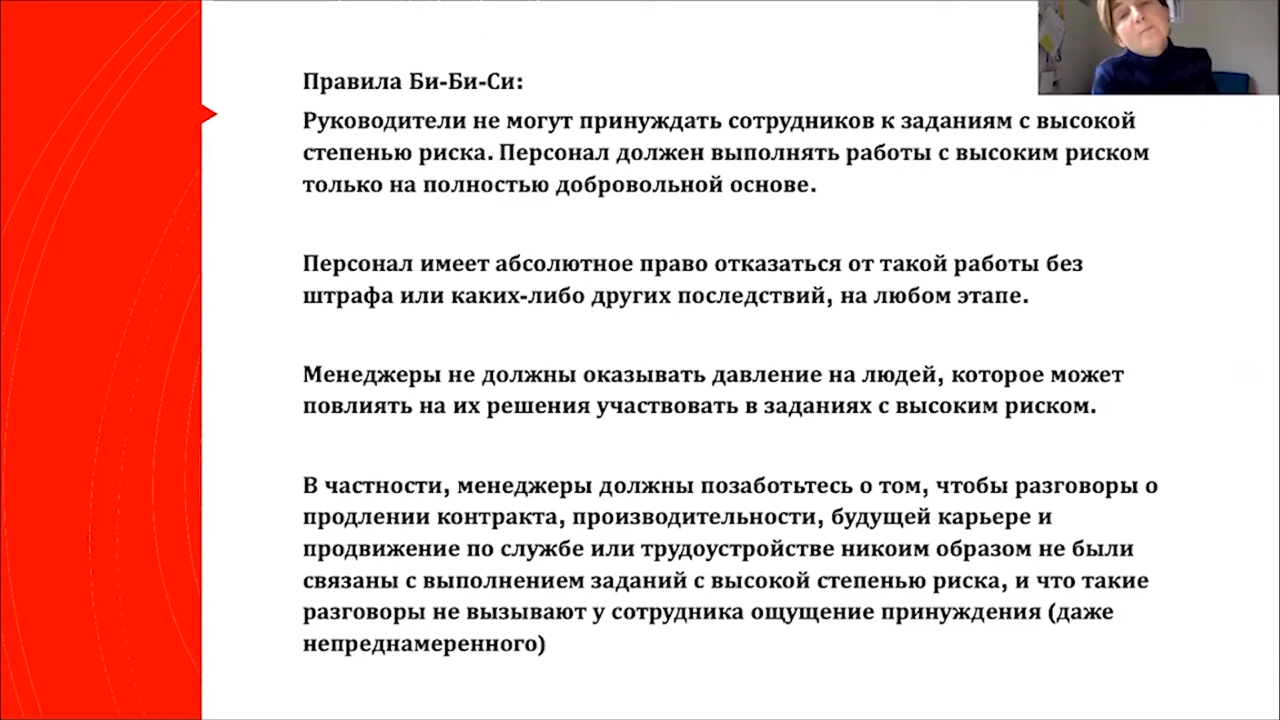 Правила Би-Би-Си:
Руководители не могут принуждать сотрудников к заданиям с высокой
степенью риска. Персонал должен выполнять работы с высоким риском
только на полностью добровольной основе.
Персонал имеет абсолютное право отказаться от такой работы без
штрафа или каких-либо других последствий, на любом этапе.
Менеджеры не должны оказывать давление на людей, которое может
повлиять на их решения участвовать в заданиях с высоким риском.
В частности, менеджеры должны позаботьтесь о том, чтобы разговоры о
продлении контракта, производительности, будущей карьере и
продвижение по службе или трудоустройстве никоим образом не были
связаны с выполнением заданий с высокой степенью риска, и что такие
разговоры не вызывают у сотрудника ощущение принуждения (даже
непреднамеренного)